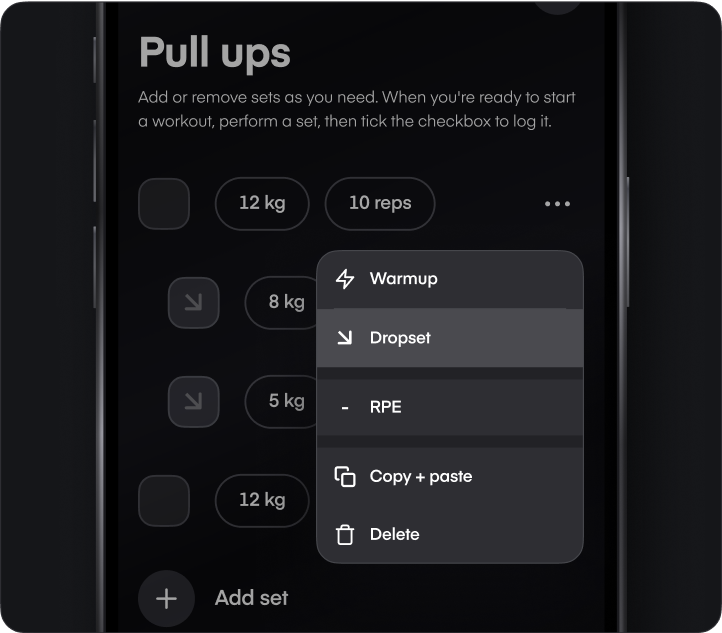 Pull ups
Add or remove sets as you need. When you're ready to start
a workout, perform a set, then tick the checkbox to log it.
12 kg
10 reps
8 kg
5 kg
12 kg
Add set
Warmup
Dropset
- RPE
Copy + paste
Delete